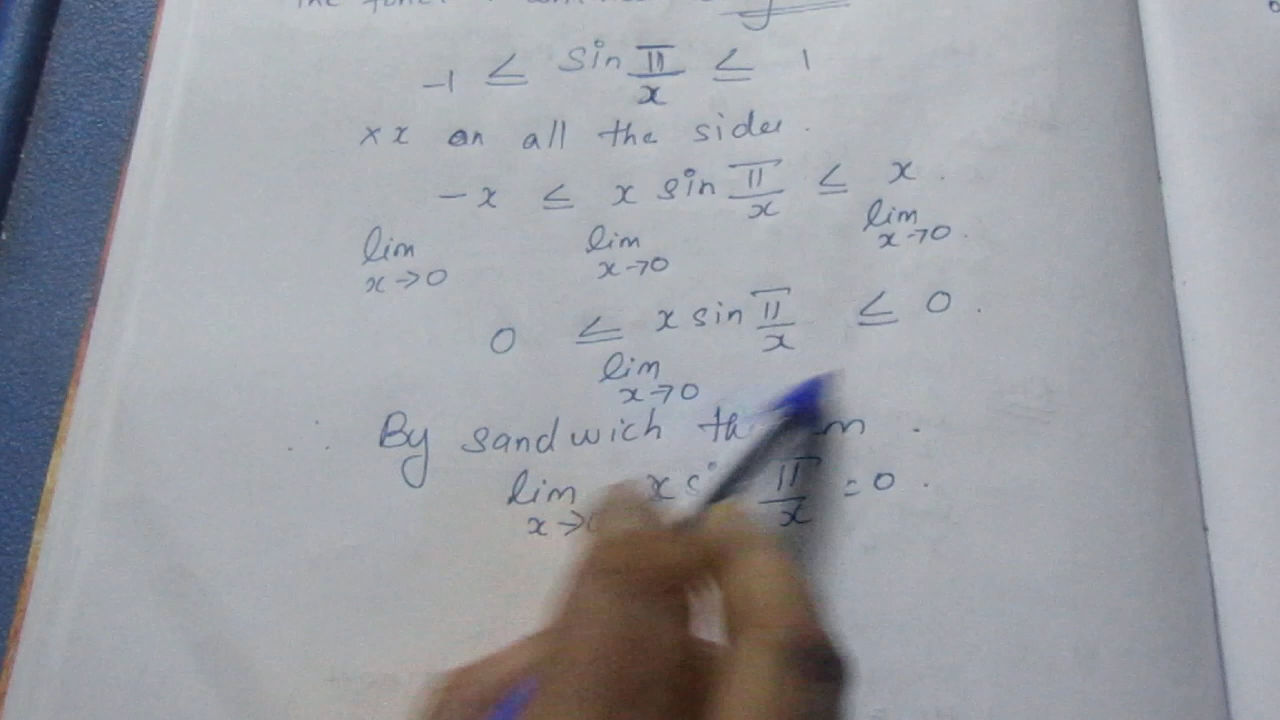 -1 ≤ sin π/x ≤ 1
×x on all the sides.
-x ≤ x sin π/x ≤ x.
lim x→0 lim x→0 lim x→0.
0 ≤ x sin π/x ≤ 0.
lim x→0
∴ By sandwich
lim x→ π/x = 0.